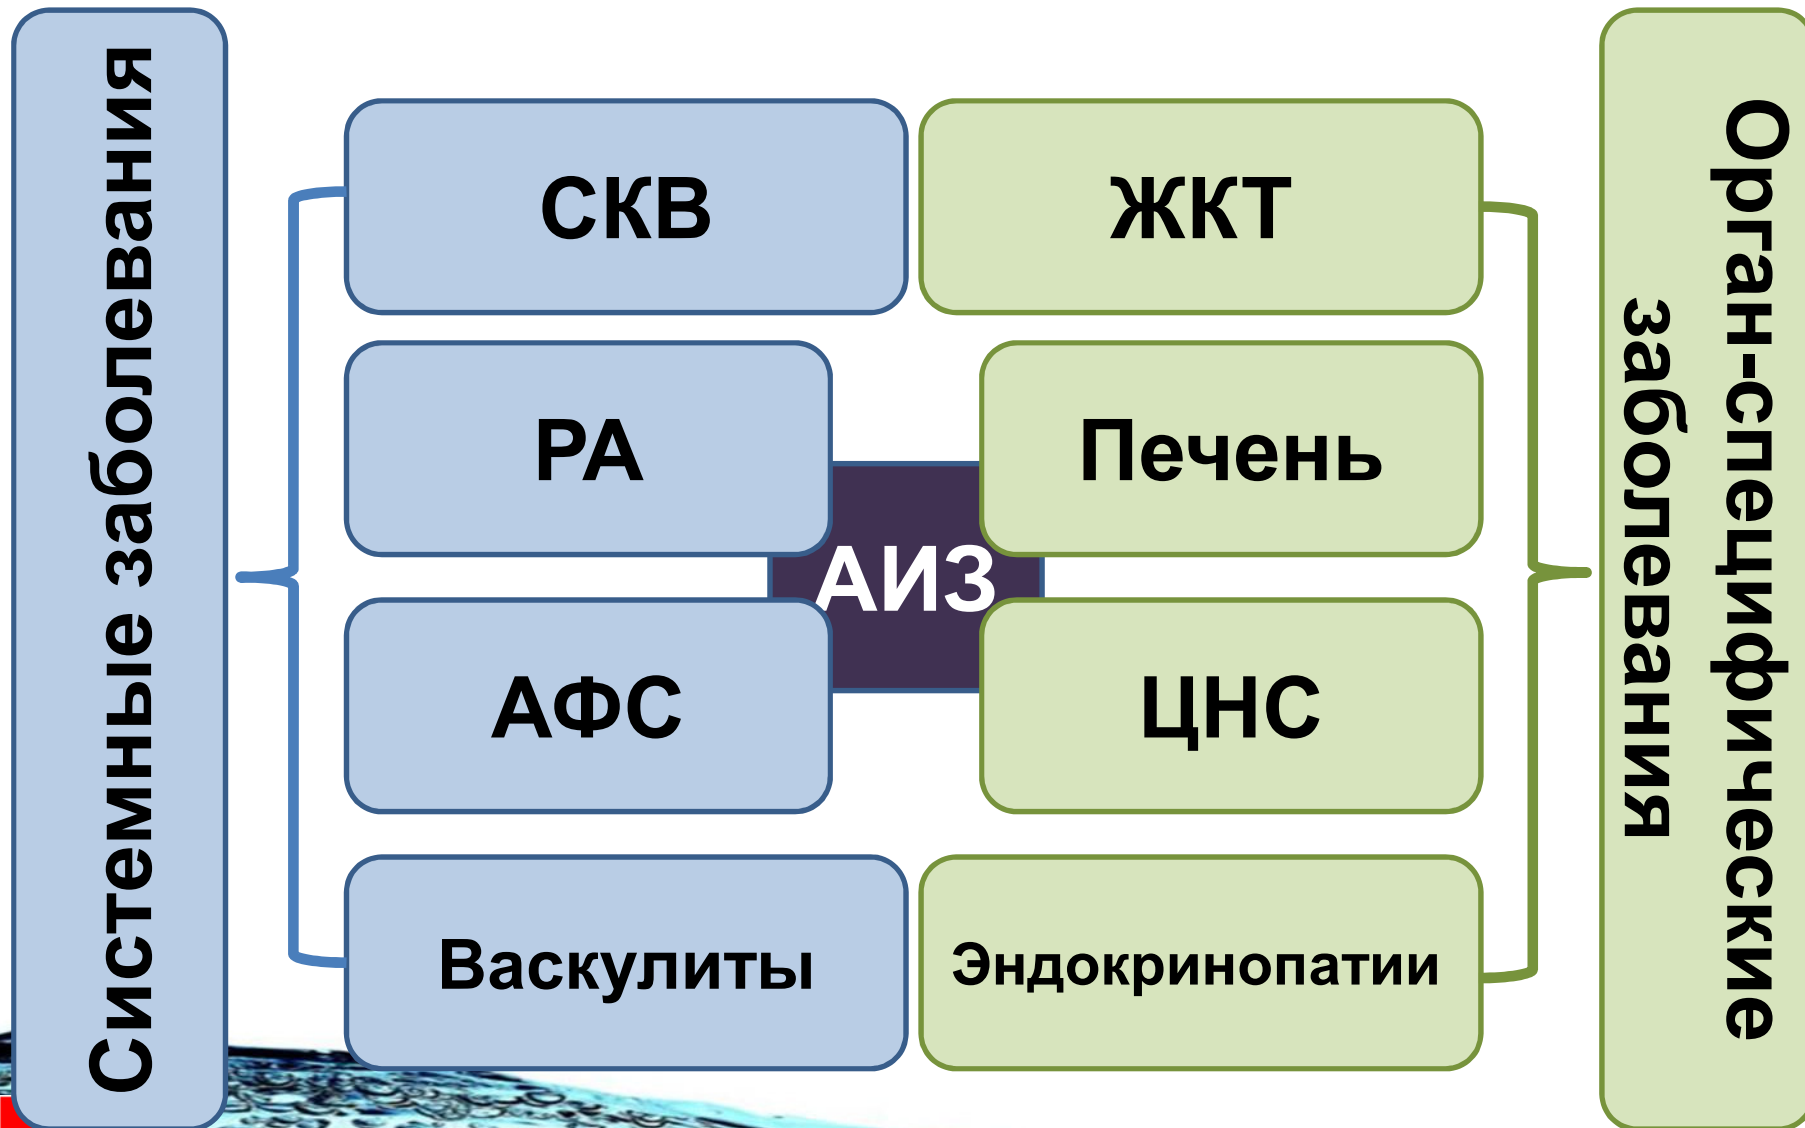 Системные заболевания
СКВ
ЖКТ
РА
Печень
АИЗ
АФС
ЦНС
Васкулиты
Эндокринопатии
Орган-специфические
заболевания